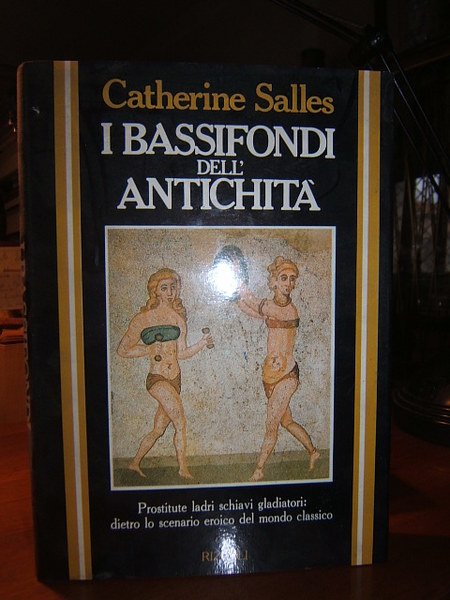 Catherine Salles
I BASSIFONDI
DELL'
ANTICHITÀ
Prostitute ladri schiavi gladiatori:
dietro lo scenario eroico del mondo classico